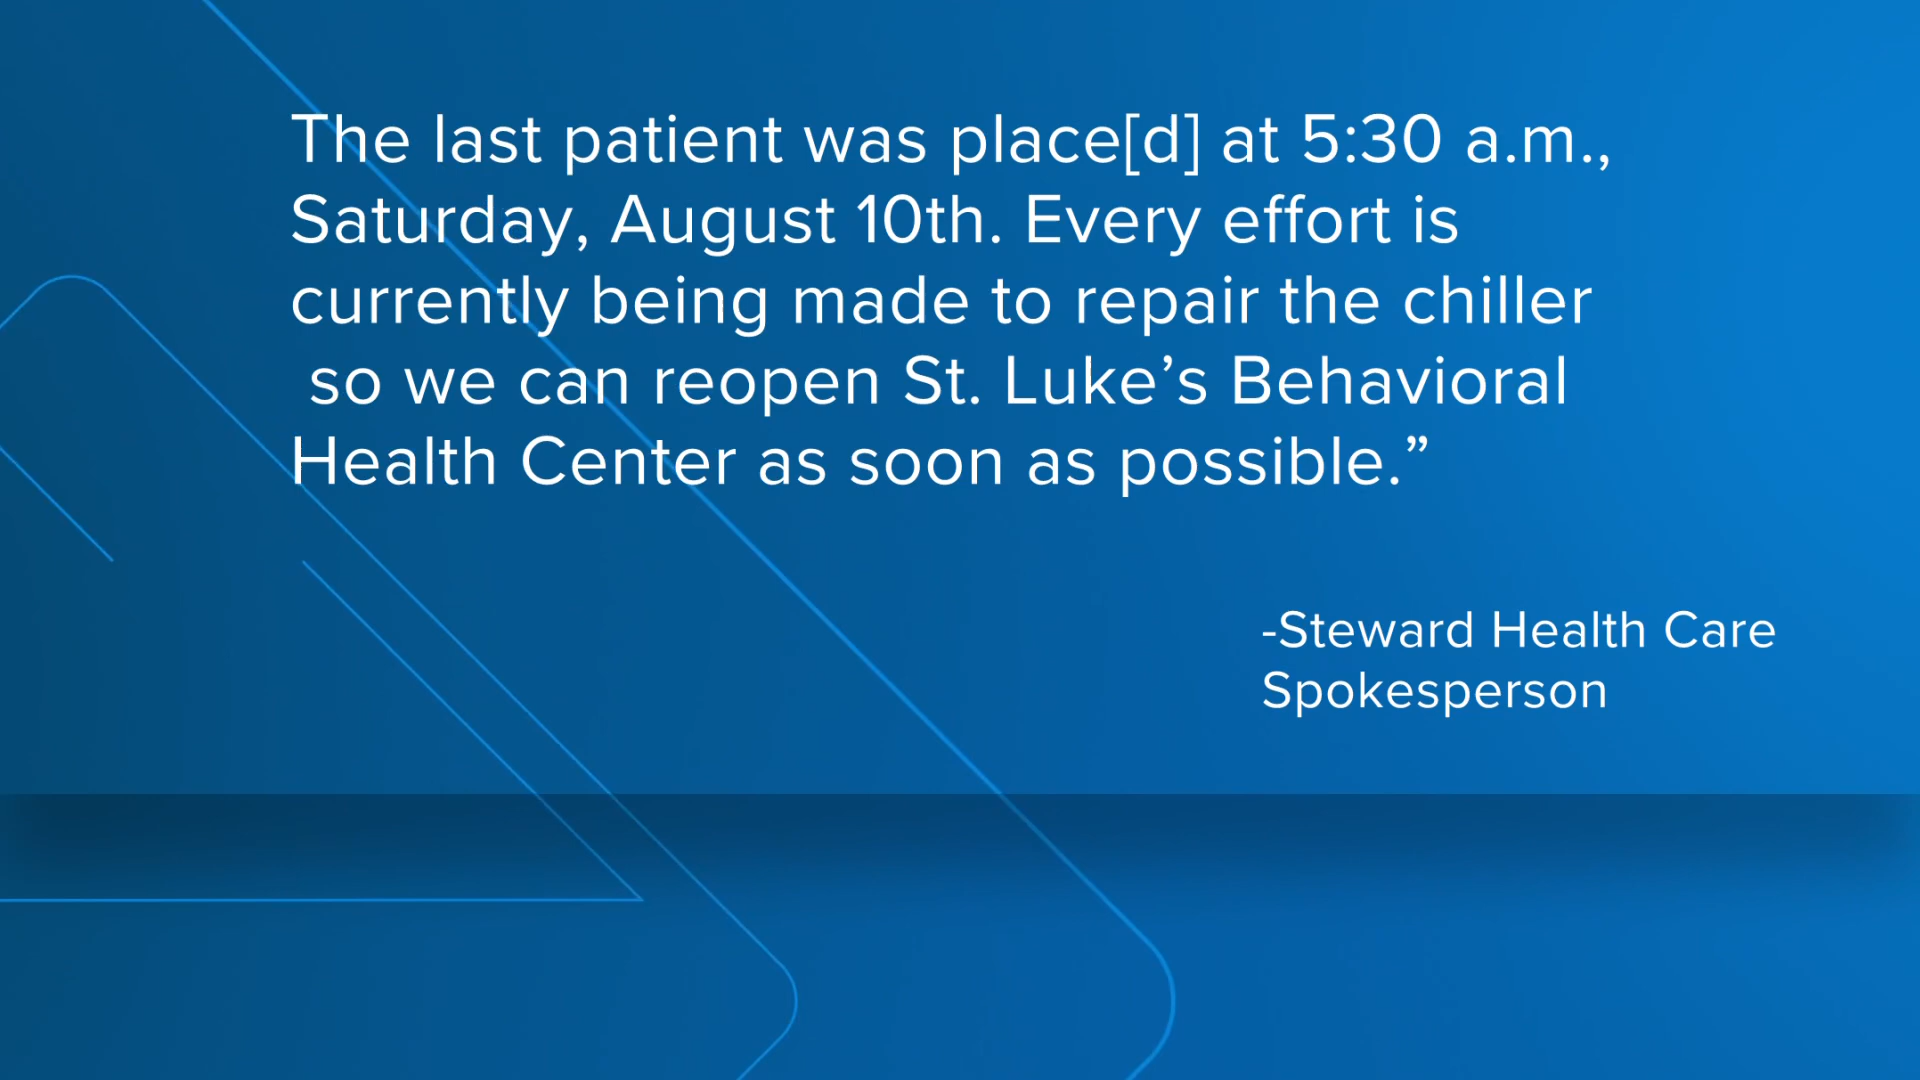 The last patient was place[d] at 5:30 a.m.,
Saturday, August 10th. Every effort is
currently being made to repair the chiller
so we can reopen St. Luke’s Behavioral
Health Center as soon as possible.”
-Steward Health Care
Spokesperson